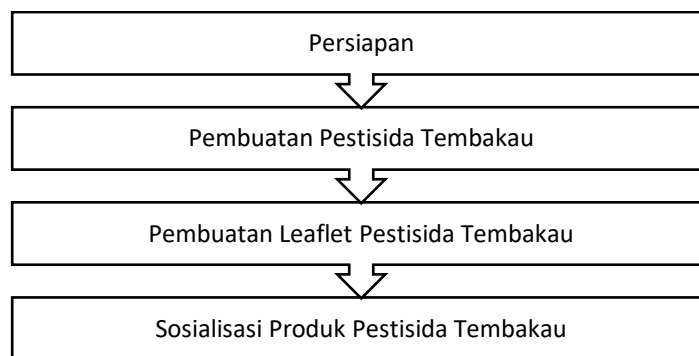 Persiapan
Pembuatan Pestisida Tembakau
Pembuatan Leaflet Pestisida Tembakau
Sosialisasi Produk Pestisida Tembakau